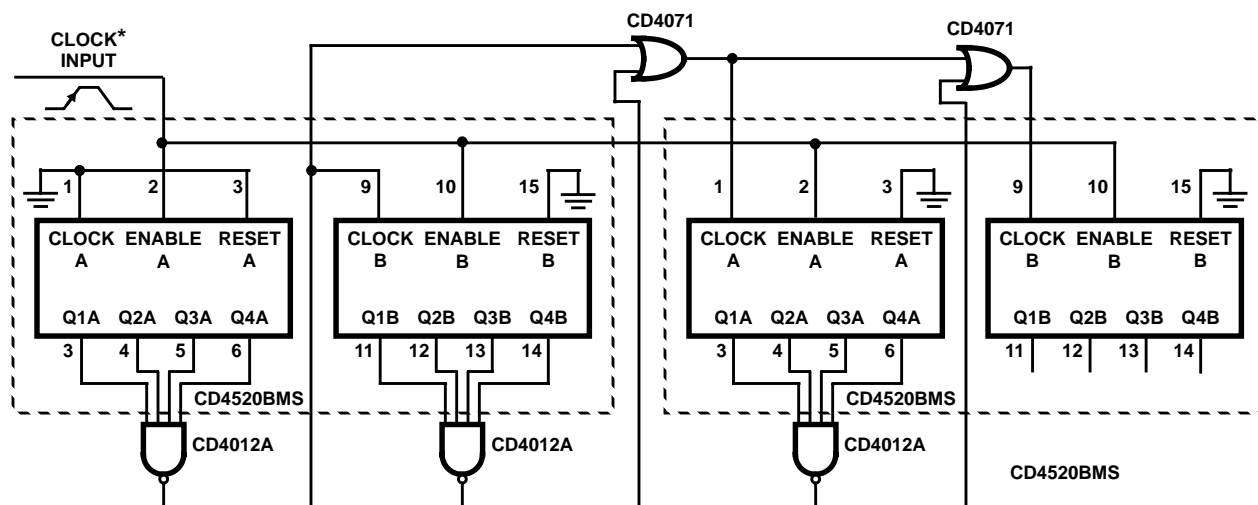 CD4071
CD4071
CLOCK*
INPUT
1 2 3 9 10 15 1 2 3 9 10 15
CLOCK ENABLE RESET CLOCK ENABLE RESET CLOCK ENABLE RESET CLOCK ENABLE RESET
A A A B B B A A A B B B
Q1A Q2A Q3A Q4A Q1B Q2B Q3B Q4B Q1A Q2A Q3A Q4A Q1B Q2B Q3B Q4B
3 4 5 6 11 12 13 14 3 4 5 6 11 12 13 14
CD4520BMS CD4520BMS
CD4012A CD4012A CD4012A
CD4520BMS